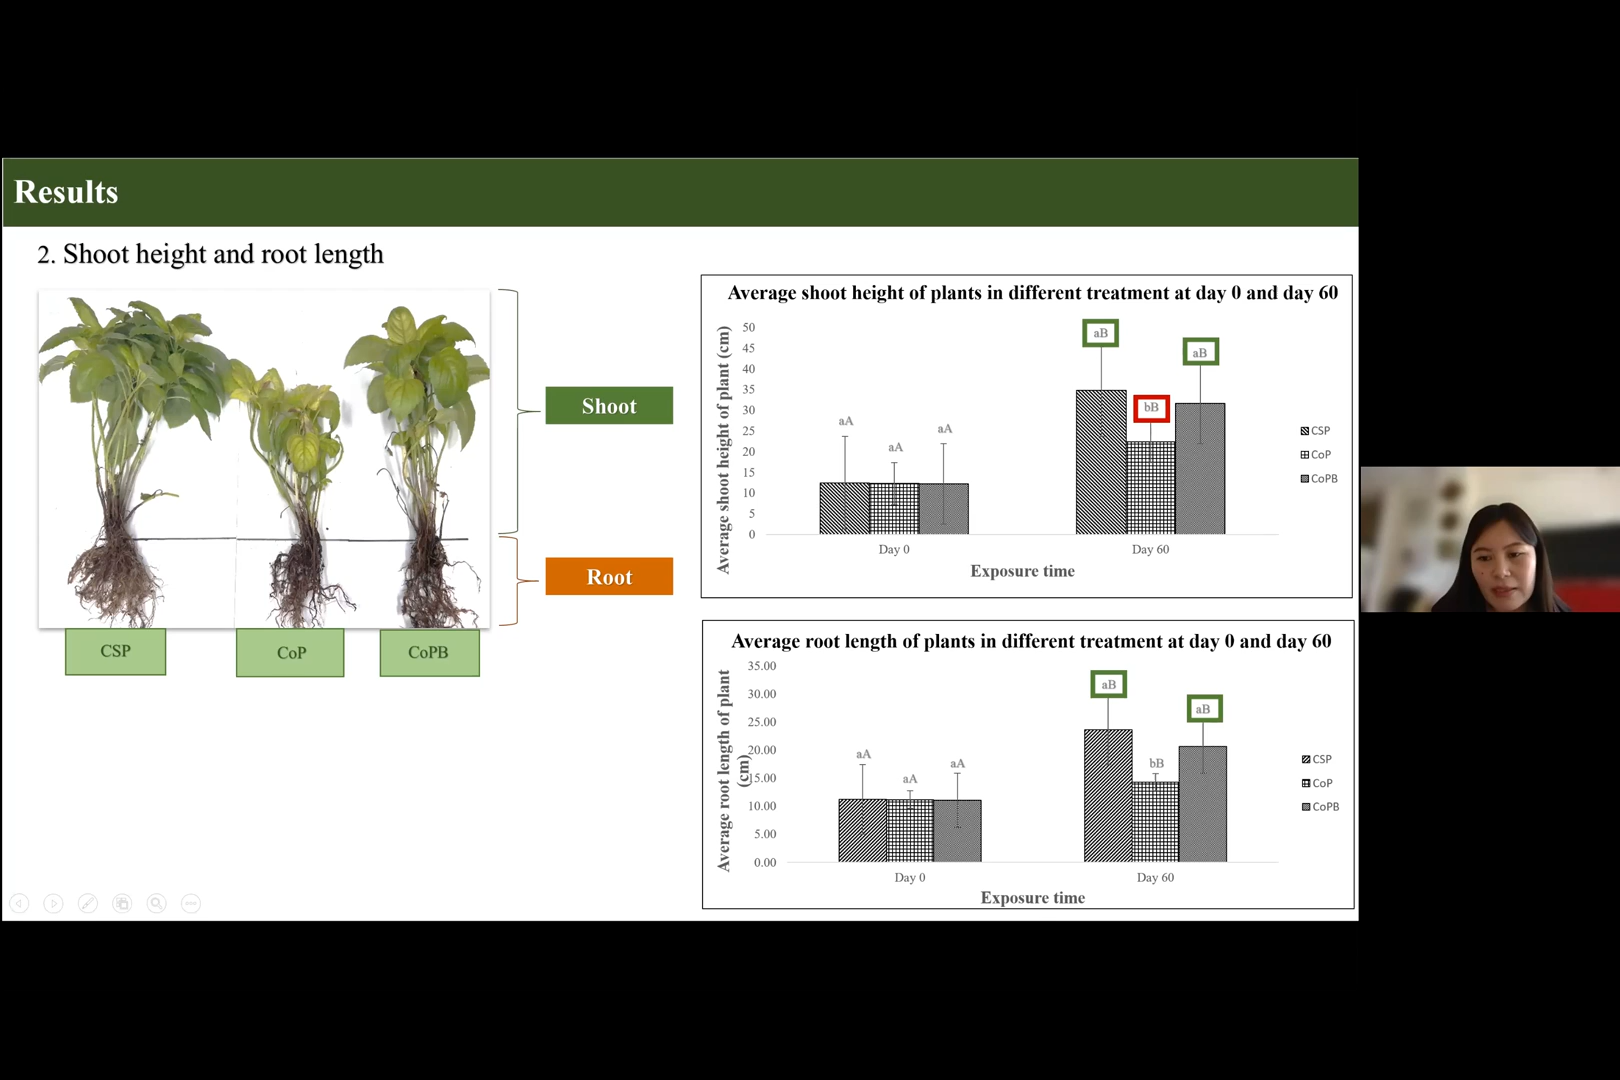 Results
2. Shoot height and root length
Shoot
Root
CSP
CoP
CoPB
Average shoot height of plants in different treatment at day 0 and day 60
Average shoot height of plant (cm)
50
45
40
35
30
25
20
15
10
5
0
aA
aA
aA
aB
bB
aB
Day 0
Day 60
Exposure time
CSP
CoP
CoPB
Average root length of plants in different treatment at day 0 and day 60
Average root length of plant
(cm)
35.00
30.00
25.00
20.00
15.00
10.00
5.00
0.00
aA
aA
aA
aB
bB
aB
Day 0
Day 60
Exposure time
CSP
CoP
CoPB